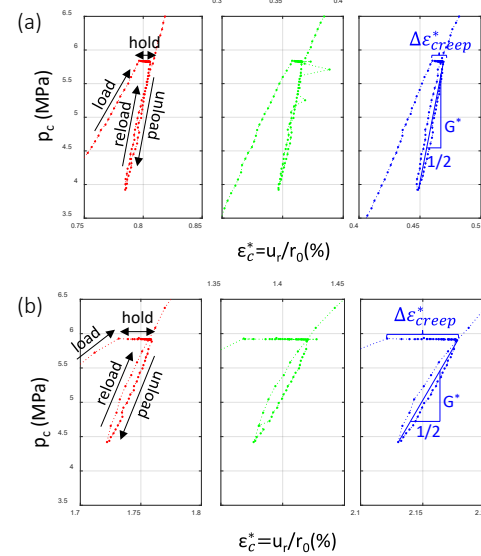 0.3
0.4
0.5
(a)
6.5
6
5.5
5
4.5
4
3.5
p_c (MPa)
hold
load
reload
unload
Δε*_creep
G*
1/2
0.75
0.8
0.85
0.4
0.45
0.5
ε*_c=u_r/r_0(%)
1.35
1.4
1.45
(b)
6.5
6
5.5
5
4.5
4
3.5
p_c (MPa)
hold
load
reload
unload
Δε*_creep
G*
1/2
1.7
1.75
1.8
2.1
2.15
ε*_c=u_r/r_0(%)